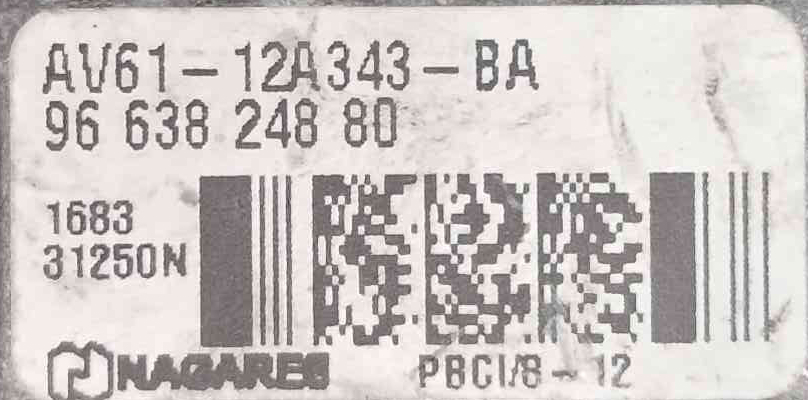 AV61-12A343-BA
96 638 248 80
1683
31250N
NAGARES
PBCI/8-12